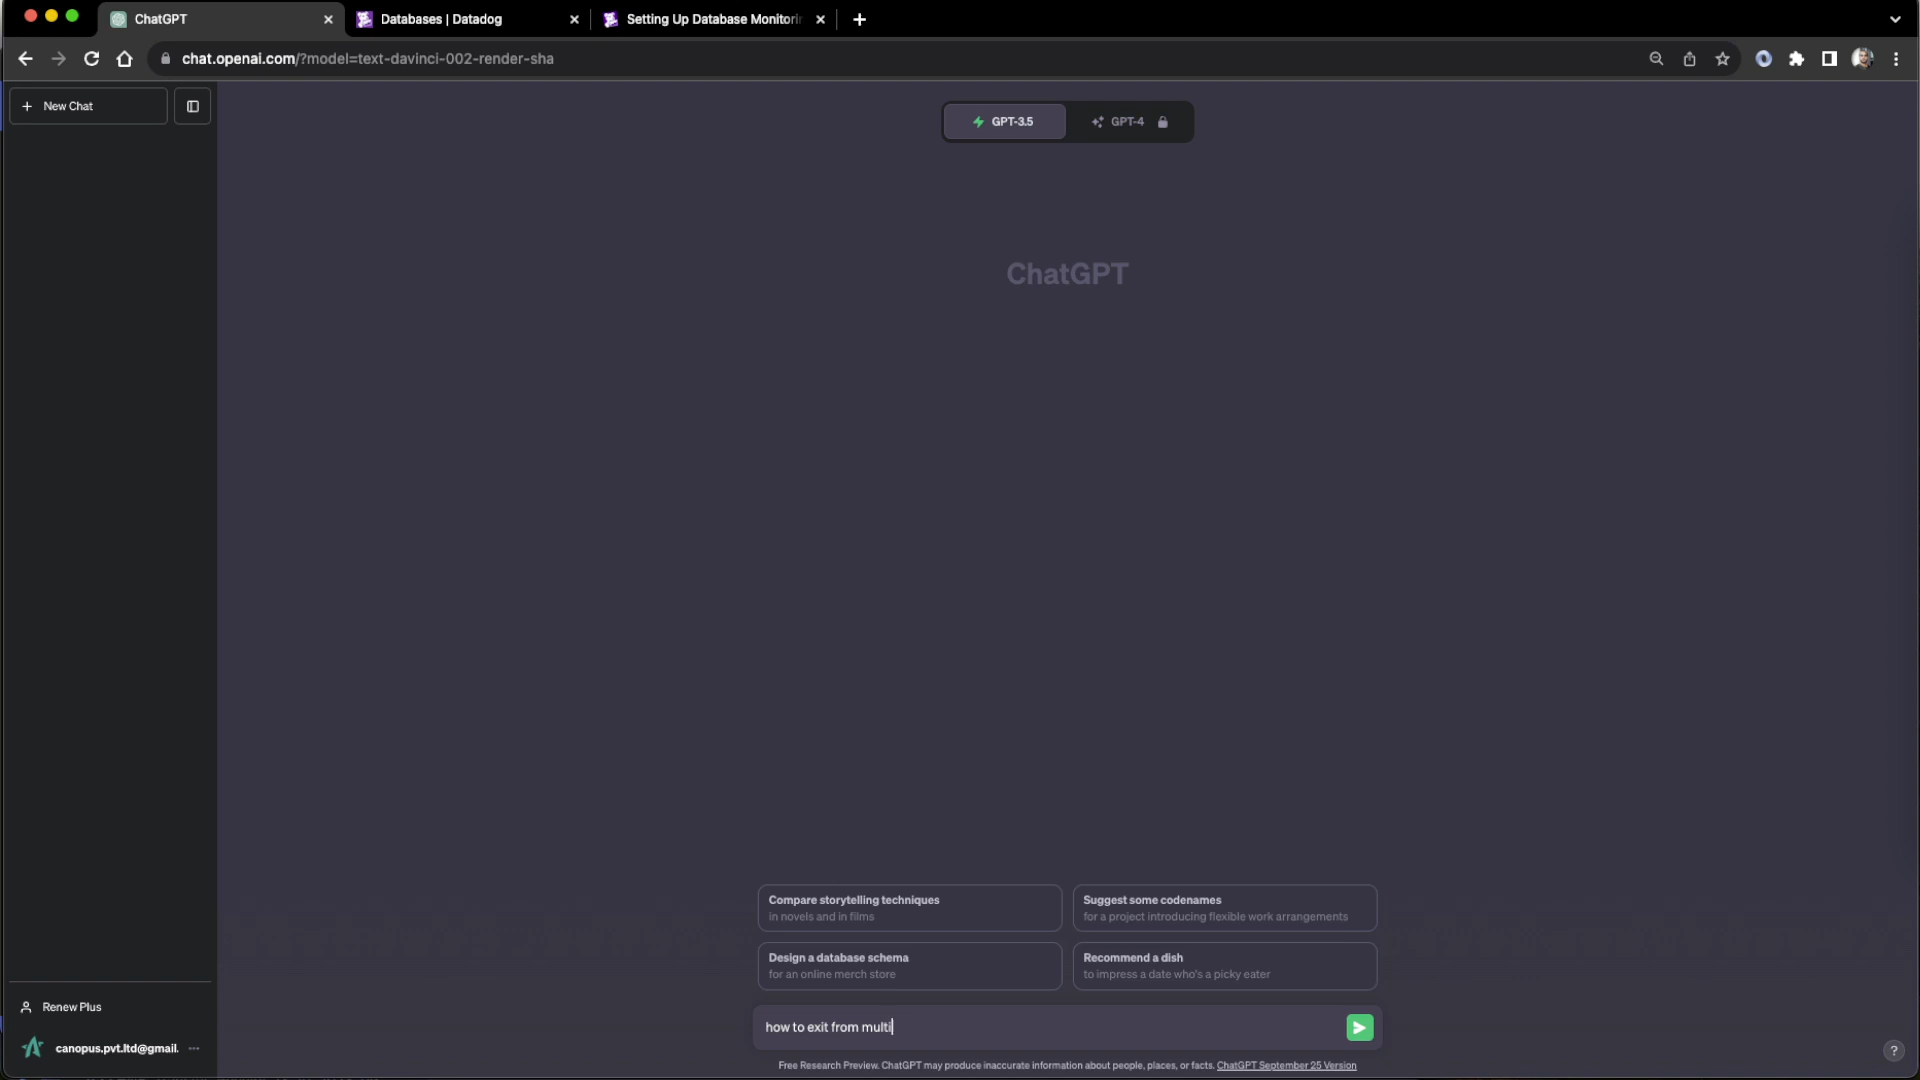 ChatGPT
Databases | Datadog
Setting Up Database Monitori
chat.openai.com/?model=text-davinci-002-render-sha
New Chat
GPT-3.5
GPT-4
ChatGPT
Compare storytelling techniques
in novels and in films
Suggest some codenames
for a project introducing flexible work arrangements
Design a database schema
for an online merch store
Recommend a dish
to impress a date who's a picky eater
how to exit from multi
Renew Plus
canopus.pvt.ltd@gmail.
Free Research Preview. ChatGPT may produce inaccurate information about people, places, or facts. ChatGPT September 25 Version
?